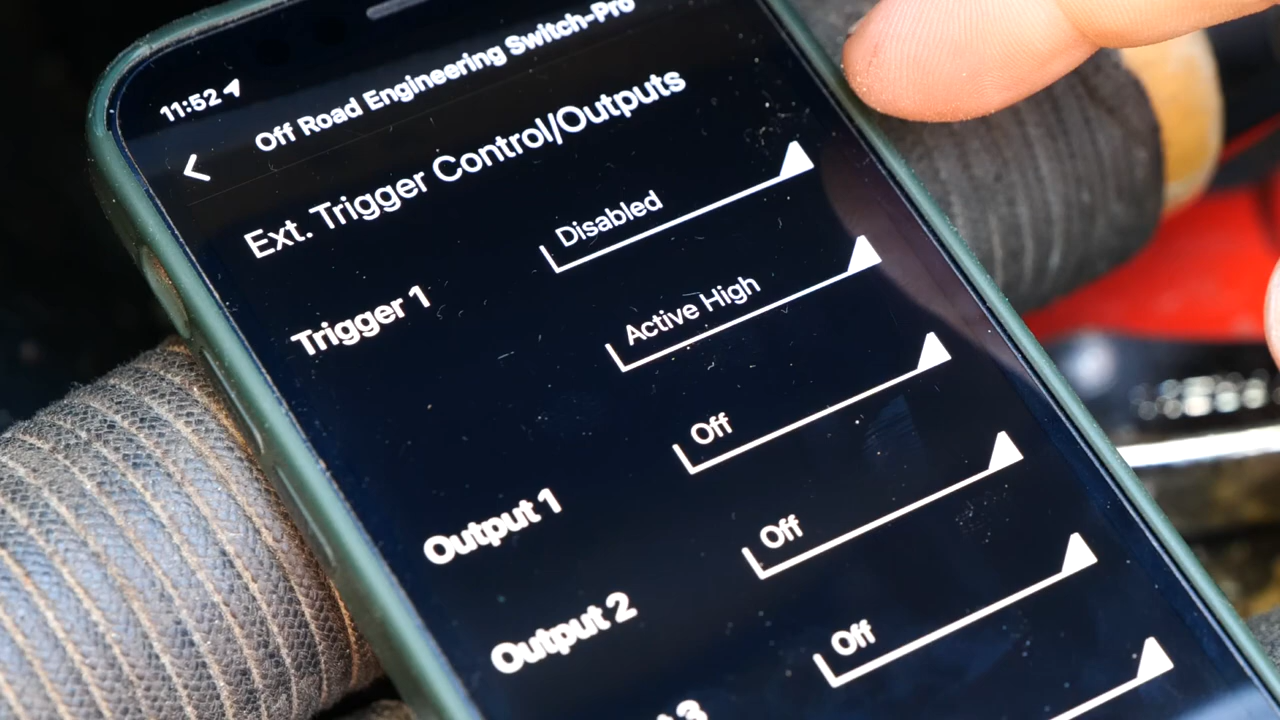 11:52
Off Road Engineering Switch-Pro
Ext. Trigger Control/Outputs
Trigger 1
Disabled
Active High
Output 1
Off
Output 2
Off
3
Off